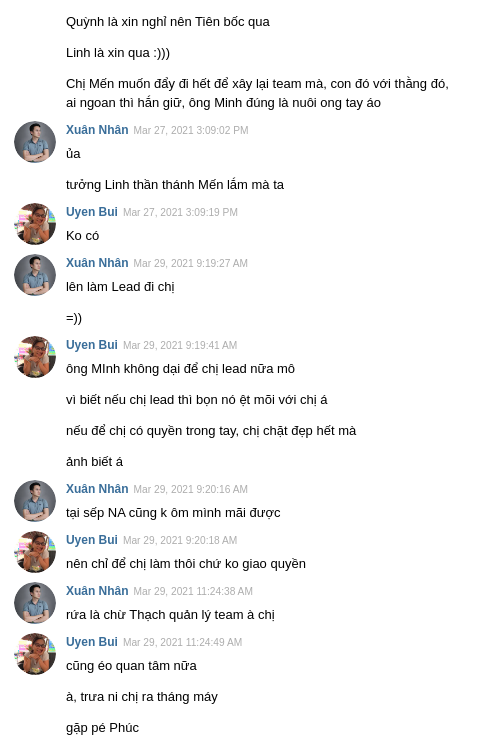 Quỳnh là xin nghỉ nên Tiên bốc qua
Linh là xin qua :)))
Chị Mến muốn đẩy đi hết để xây lại team mà, con đó với thằng đó,
ai ngoan thì hắn giữ, ông Minh đúng là nuôi ong tay áo
Xuân Nhân Mar 27, 2021 3:09:02 PM
ủa
tưởng Linh thần thánh Mến lắm mà ta
Uyen Bui Mar 27, 2021 3:09:19 PM
Ko có
Xuân Nhân Mar 29, 2021 9:19:27 AM
lên làm Lead đi chị
=))
Uyen Bui Mar 29, 2021 9:19:41 AM
ông MInh không dại để chị lead nữa mô
vì biết nếu chị lead thì bọn nó ệt mõi với chị á
nếu để chị có quyền trong tay, chị chặt đẹp hết mà
ảnh biết á
Xuân Nhân Mar 29, 2021 9:20:16 AM
tại sếp NA cũng k ôm mình mãi được
Uyen Bui Mar 29, 2021 9:20:18 AM
nên chỉ để chị làm thôi chứ ko giao quyền
Xuân Nhân Mar 29, 2021 11:24:38 AM
rứa là chừ Thạch quản lý team à chị
Uyen Bui Mar 29, 2021 11:24:49 AM
cũng éo quan tâm nữa
à, trưa ni chị ra tháng máy
gặp pé Phúc